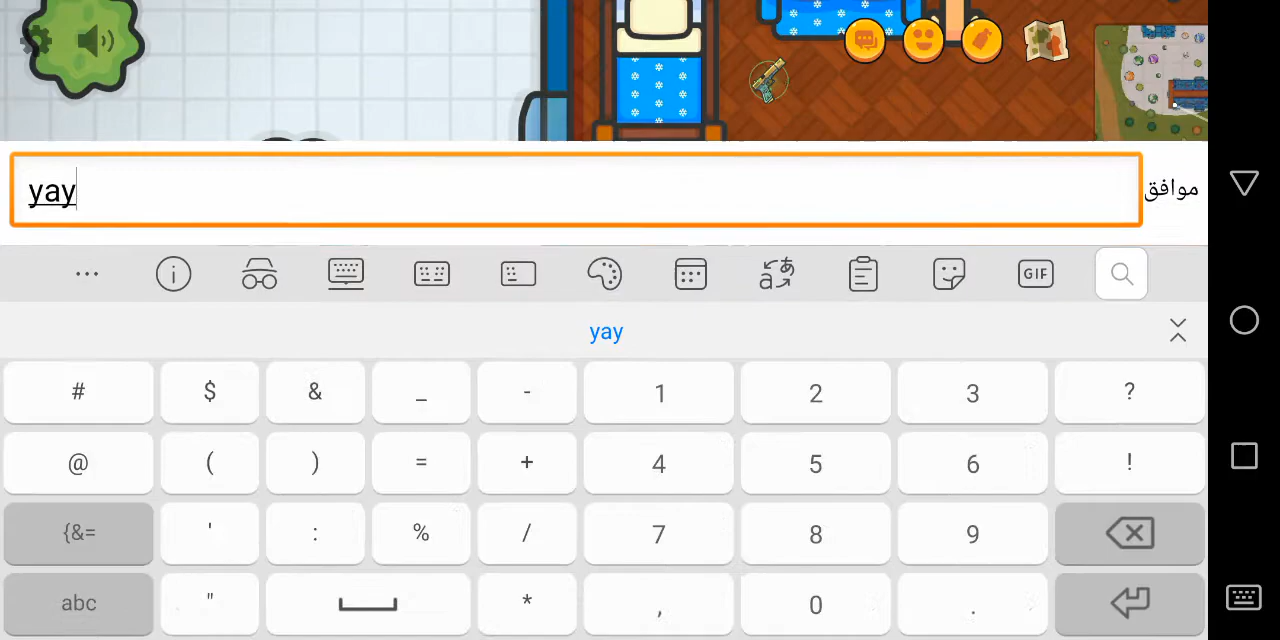 yay
موافق
GIF
yay
# $ & _ - 1 2 3 ?
@ ( ) = + 4 5 6 !
{&= ' : % / 7 8 9
abc " * , 0 .